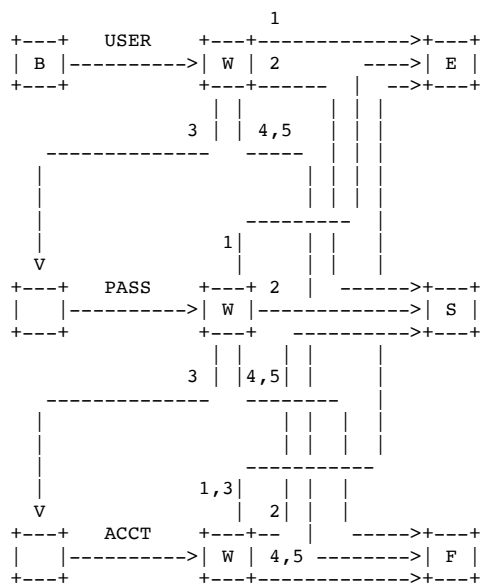 1
USER
B W 2 E
3 4,5
1
PASS 2
W S
3 4,5
1,3
ACCT 2
W 4,5 F